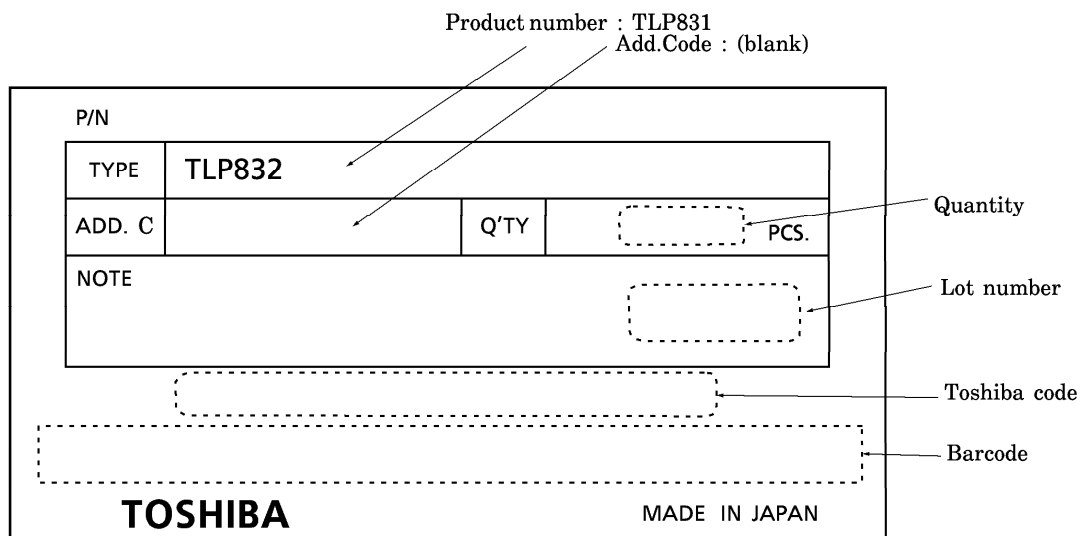 Product number : TLP831
Add.Code : (blank)
P/N
TYPE TLP832
ADD. C Q'TY PCS.
Quantity
NOTE
Lot number
Toshiba code
Barcode
TOSHIBA MADE IN JAPAN